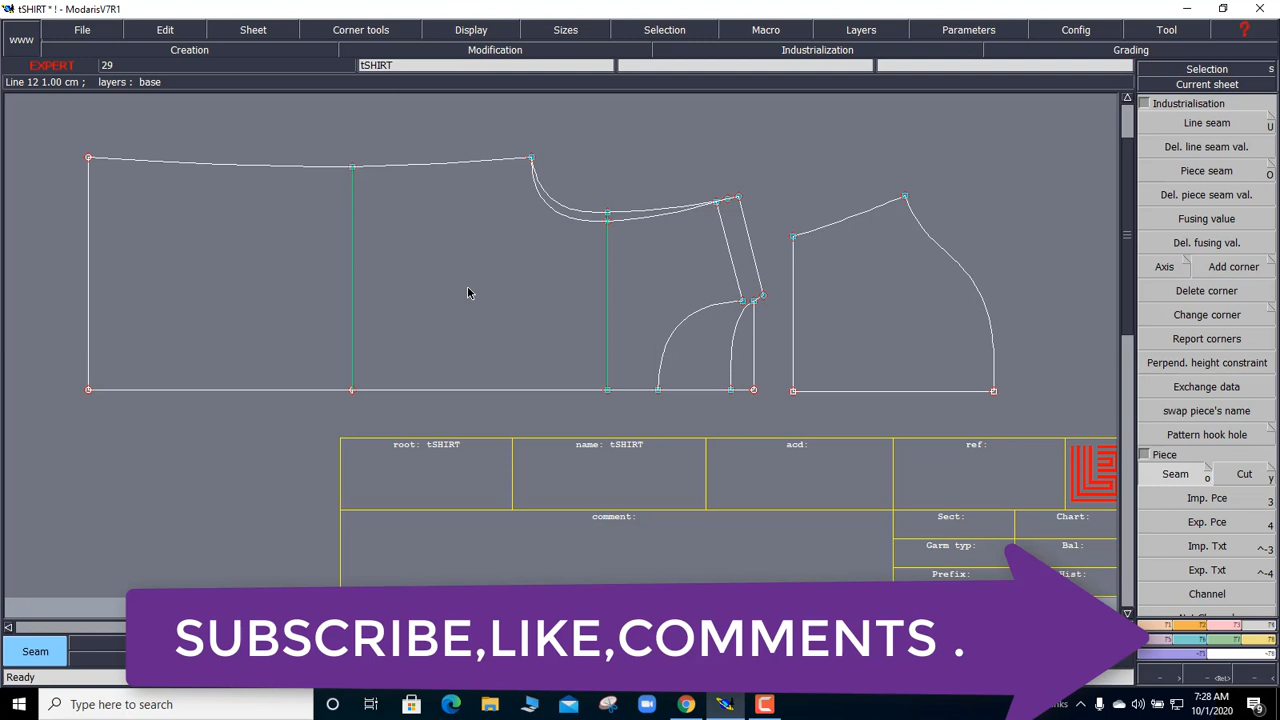 tSHIRT * ! - ModarisV7R1
www
File Edit Sheet Corner tools Display Sizes Selection Macro Layers Parameters Config Tool ?
Creation Modification Industrialization Grading
EXPERT 29 tSHIRT
Line 12 1.00 cm ; layers : base
Selection s
Current sheet
Industrialisation
Line seam U
Del. line seam val.
Piece seam O
Del. piece seam val.
Fusing value
Del. fusing val.
Axis Add corner
Delete corner
Change corner
Report corners
Perpend. height constraint
Exchange data
swap piece's name
Pattern hook hole
Piece
Seam o Cut y
Imp. Pce 3
Exp. Pce 4
Imp. Txt ^-3
Exp. Txt ^-4
Channel
root: tSHIRT name: tSHIRT acd: ref:
comment: Sect: Chart:
Garm typ: Bal:
Prefix: Hist:
SUBSCRIBE,LIKE,COMMENTS .
Seam
Ready
Type here to search
7:28 AM
10/1/2020